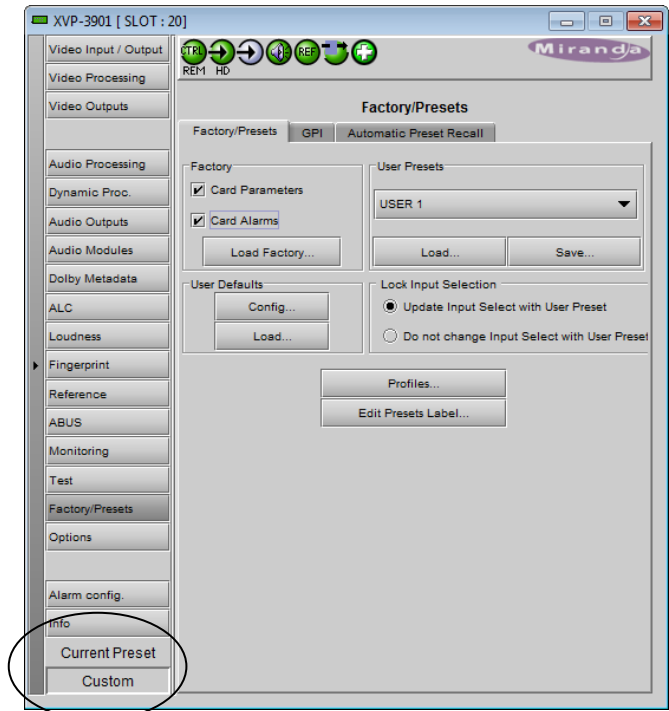 XVP-3901 [ SLOT : 20]
Video Input / Output
Video Processing
Video Outputs
Audio Processing
Dynamic Proc.
Audio Outputs
Audio Modules
Dolby Metadata
ALC
Loudness
Fingerprint
Reference
ABUS
Monitoring
Test
Factory/Presets
Options
Alarm config.
Info
Current Preset
Custom
CTRL REF
REM HD
Miranda
Factory/Presets
Factory/Presets GPI Automatic Preset Recall
Factory
Card Parameters
Card Alarms
Load Factory...
User Presets
USER 1
Load... Save...
User Defaults
Config...
Load...
Lock Input Selection
Update Input Select with User Preset
Do not change Input Select with User Preset
Profiles...
Edit Presets Label...